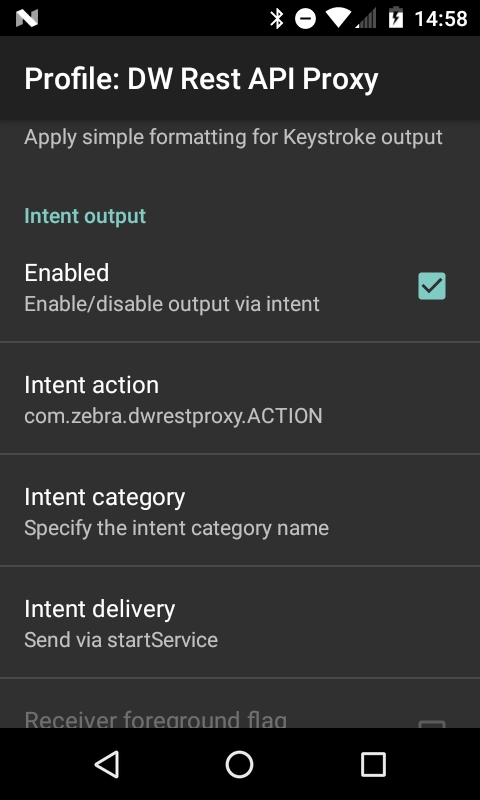 14:58
Profile: DW Rest API Proxy
Apply simple formatting for Keystroke output
Intent output
Enabled
Enable/disable output via intent
Intent action
com.zebra.dwrestproxy.ACTION
Intent category
Specify the intent category name
Intent delivery
Send via startService
Receiver foreground flag